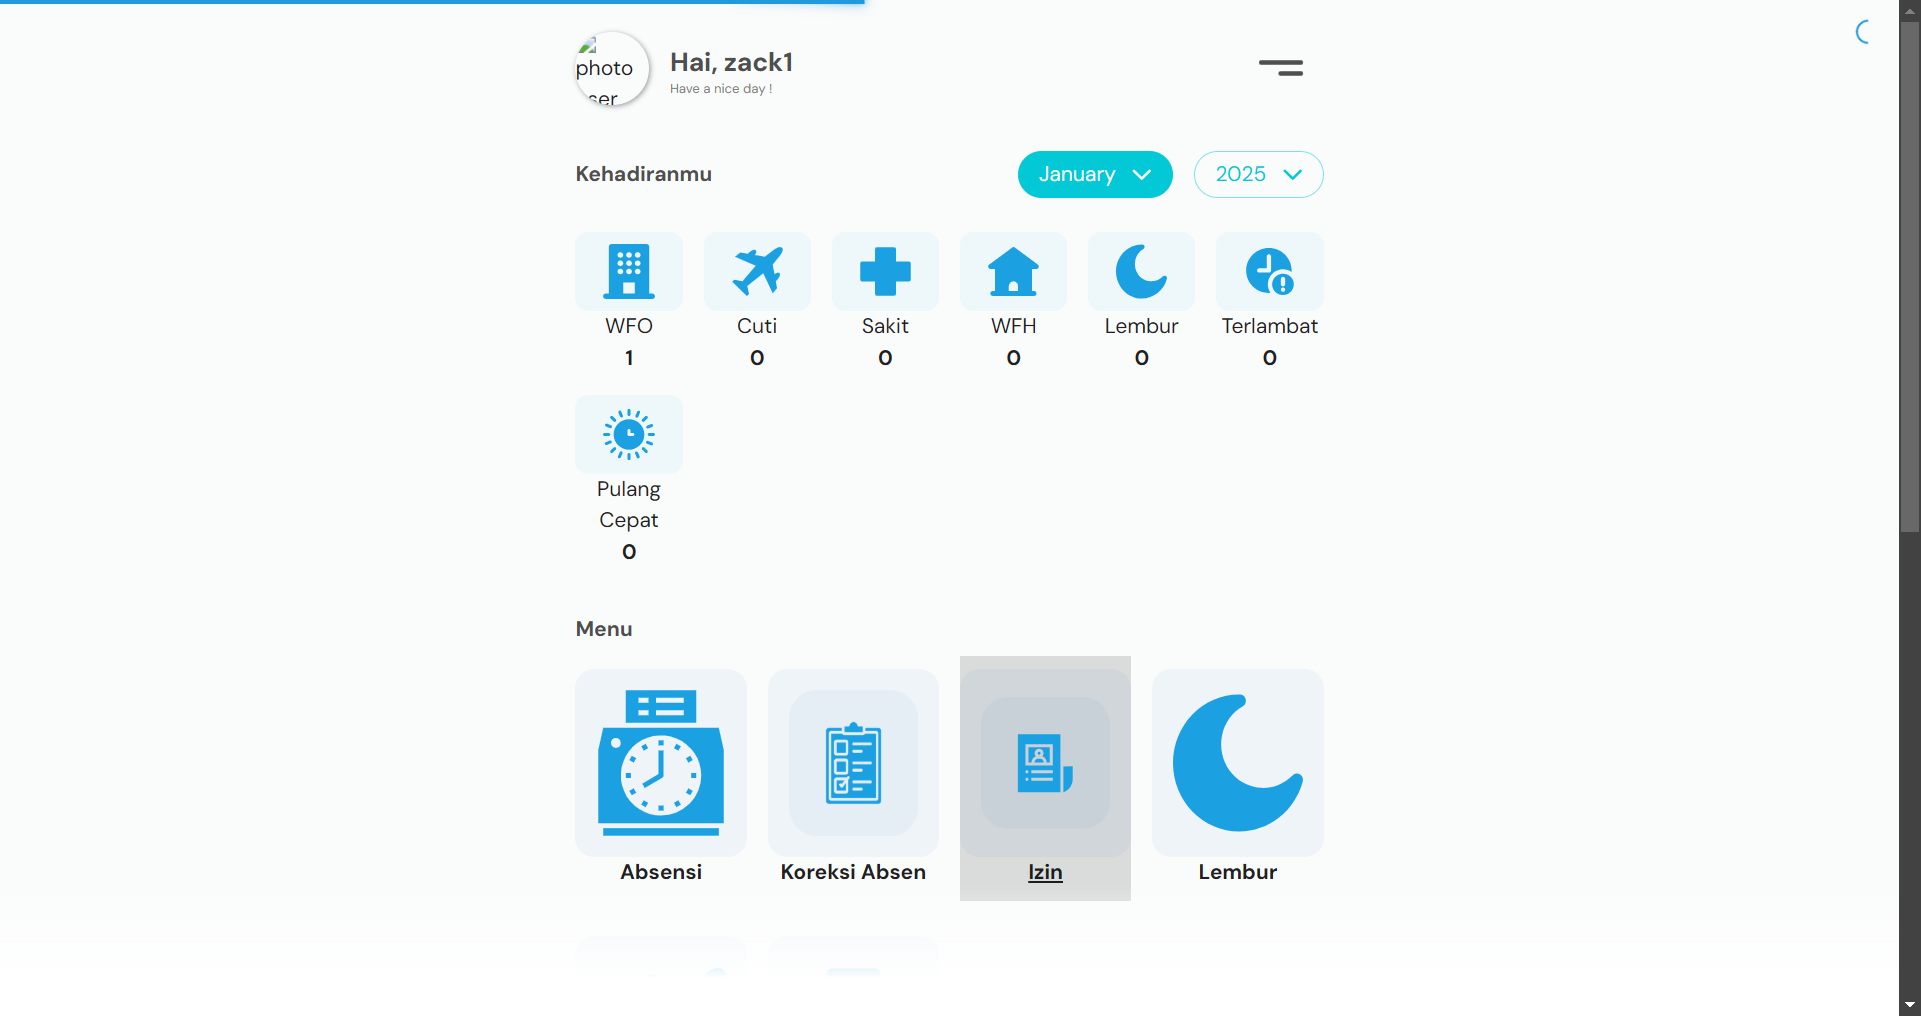 photo
ser
Hai, zack1
Have a nice day !
Kehadiranmu
January
2025
WFO
1
Cuti
0
Sakit
0
WFH
0
Lembur
0
Terlambat
0
Pulang
Cepat
0
Menu
Absensi
Koreksi Absen
Izin
Lembur